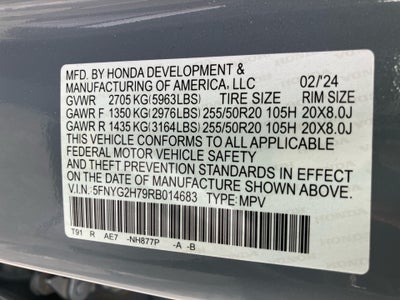 MFD. BY HONDA DEVELOPMENT &
MANUFACTURING OF AMERICA, LLC 02/'24
GVWR 2705 KG(5963LBS) TIRE SIZE RIM SIZE
GAWR F 1350 KG(2976LBS) 255/50R20 105H 20X8.0J
GAWR R 1435 KG(3164LBS) 255/50R20 105H 20X8.0J
THIS VEHICLE CONFORMS TO ALL APPLICABLE
FEDERAL MOTOR VEHICLE SAFETY
AND THEFT PREVENTION STANDARDS IN EFFECT
ON THE DATE OF MANUFACTURE SHOWN ABOVE.
V.I.N. 5FNYG2H79RB014683 TYPE: MPV
T91 R AE7 -NH877P -A -B